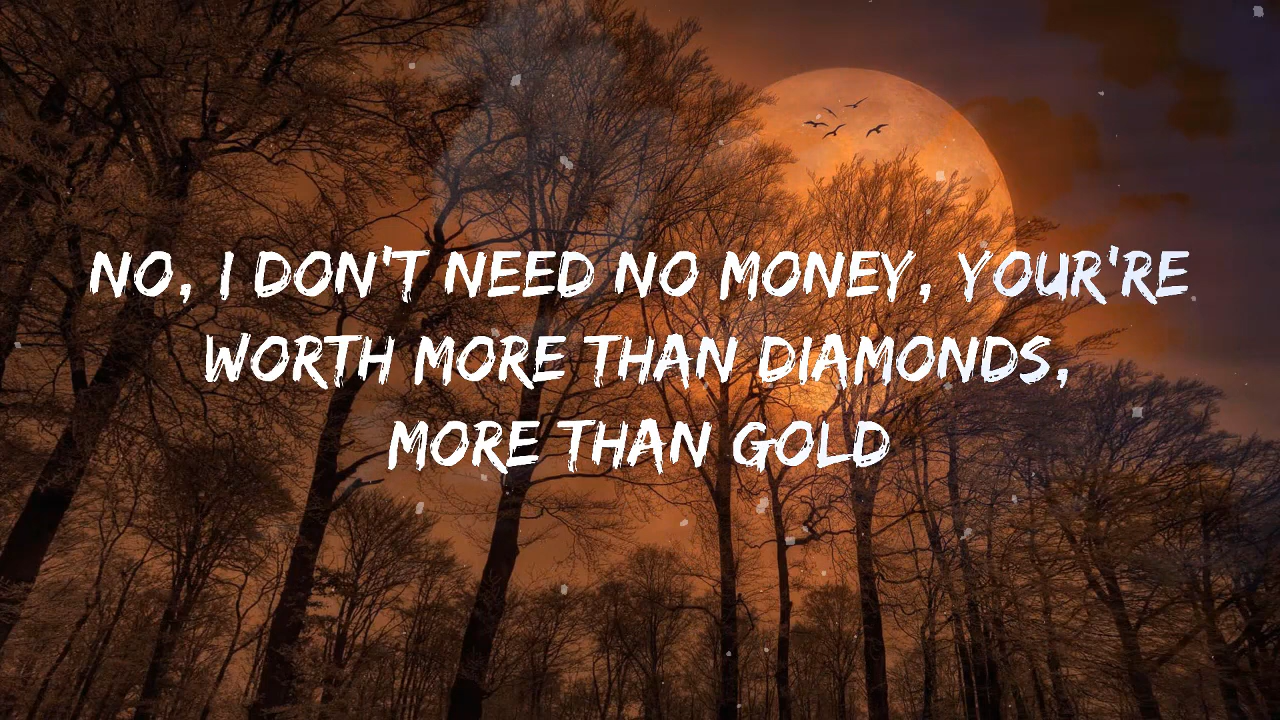 NO, I DON'T NEED NO MONEY, YOUR'RE
WORTH MORE THAN DIAMONDS,
MORE THAN GOLD